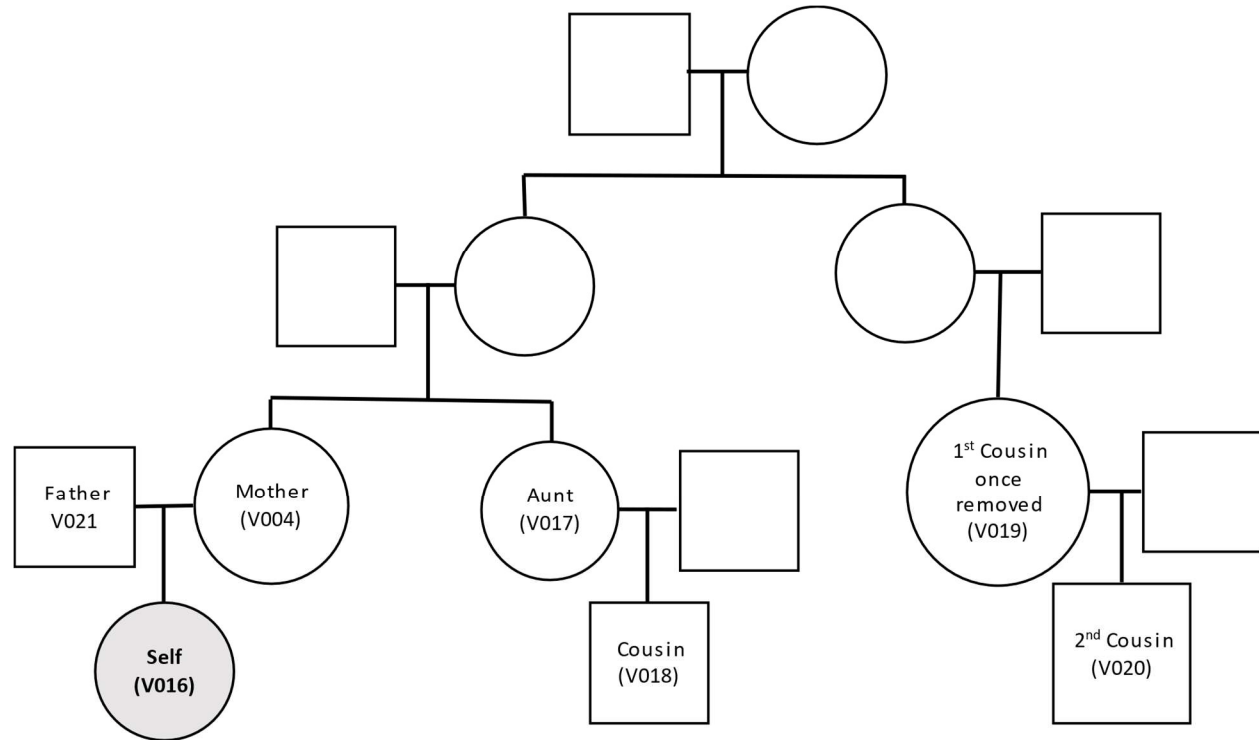 Father
V021
Mother
(V004)
Aunt
(V017)
1st Cousin
once
removed
(V019)
Self
(V016)
Cousin
(V018)
2nd Cousin
(V020)